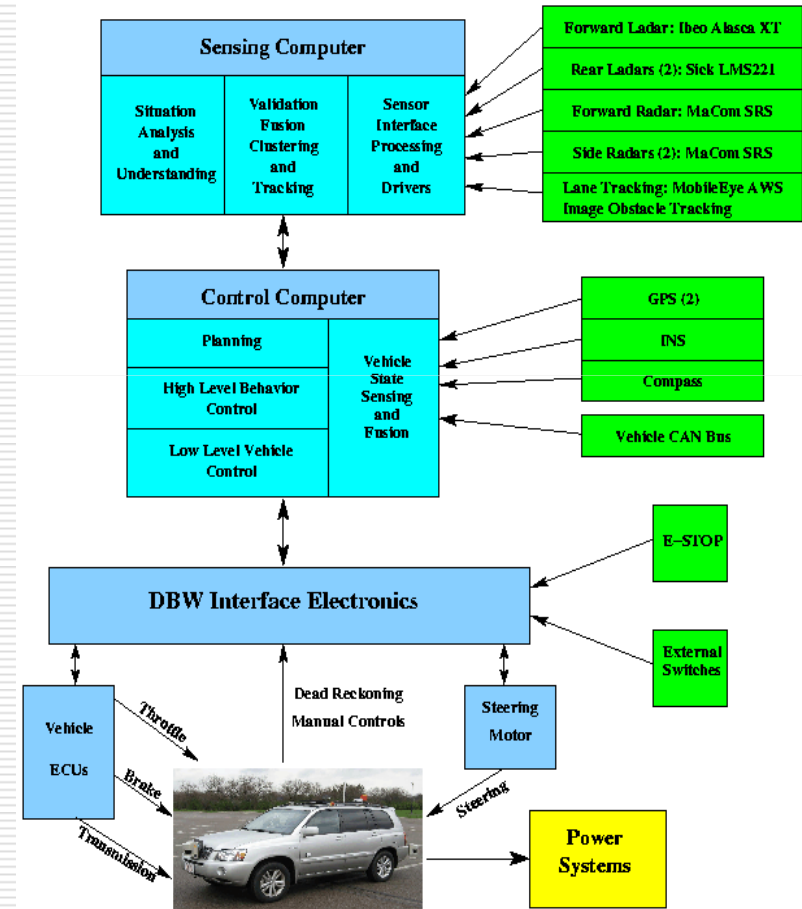 Sensing Computer
Situation
Analysis
and
Understanding
Validation
Fusion
Clustering
and
Tracking
Sensor
Interface
Processing
and
Drivers
Forward Ladar: Ibeo Alasca XT
Rear Ladars (2): Sick LMS221
Forward Radar: MaCom SRS
Side Radars (2): MaCom SRS
Lane Tracking: MobileEye AWS
Image Obstacle Tracking
Control Computer
Planning
High Level Behavior
Control
Low Level Vehicle
Control
Vehicle
State
Sensing
and
Fusion
GPS (2)
INS
Compass
Vehicle CAN Bus
E-STOP
DBW Interface Electronics
External
Switches
Vehicle
ECUs
Throttle
Brake
Transmission
Dead Reckoning
Manual Controls
Steering
Motor
Steering
Power
Systems